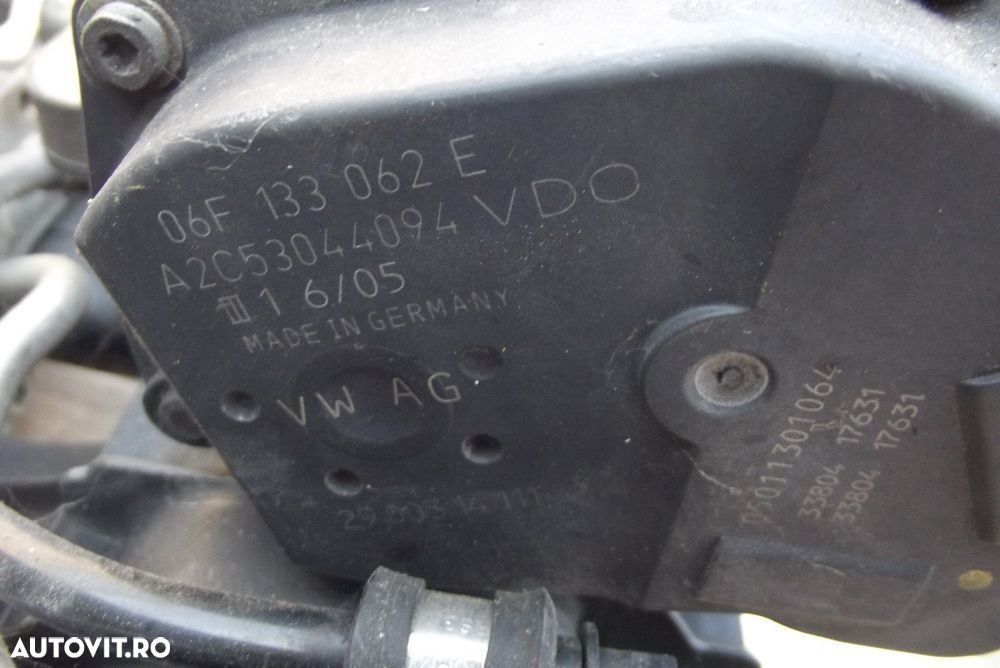 06F 133 062 E
A2C53044094 VDO
1 6/05
MADE IN GERMANY
VW AG
050113301064
33804 17631
33804 17631
AUTOVIT.RO